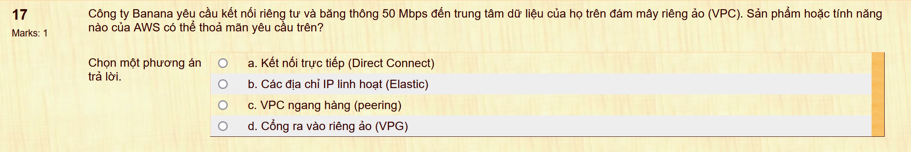 17
Marks: 1
Công ty Banana yêu cầu kết nối riêng tư và băng thông 50 Mbps đến trung tâm dữ liệu của họ trên đám mây riêng ảo (VPC). Sản phẩm hoặc tính năng
nào của AWS có thể thoả mãn yêu cầu trên?
Chọn một phương án
trả lời.
a. Kết nối trực tiếp (Direct Connect)
b. Các địa chỉ IP linh hoạt (Elastic)
c. VPC ngang hàng (peering)
d. Cổng ra vào riêng ảo (VPG)